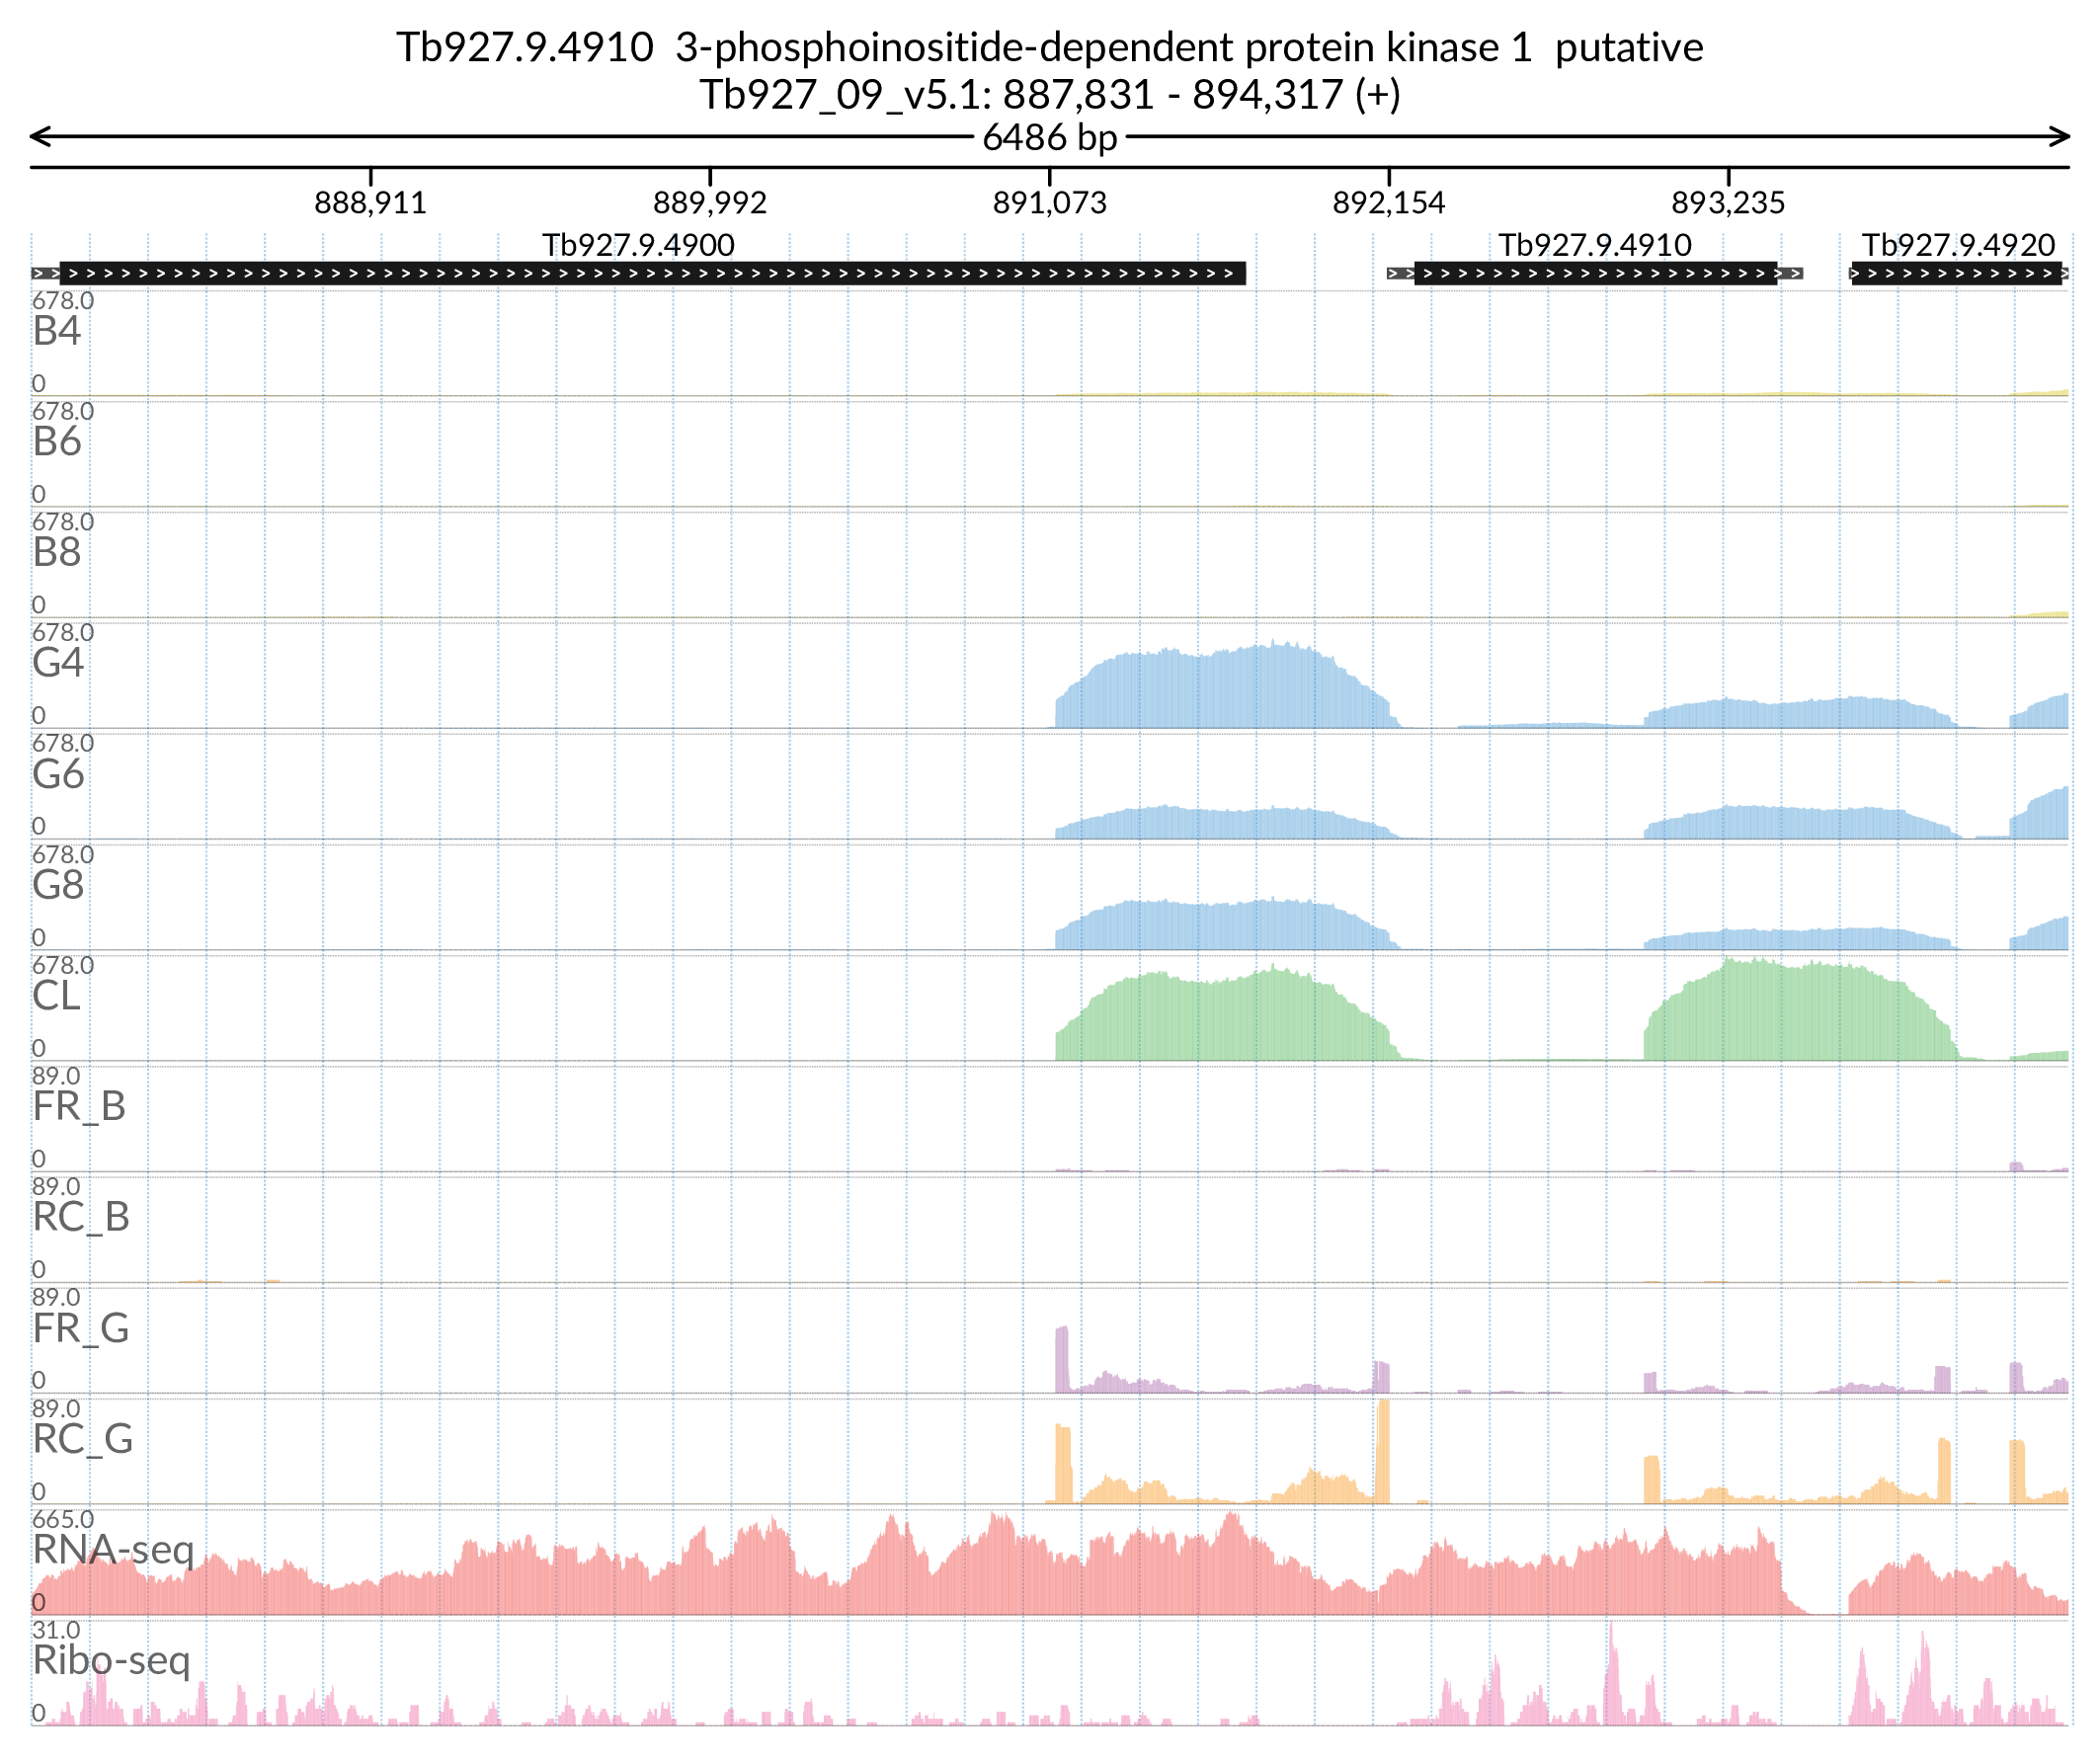 Tb927.9.4910  3-phosphoinositide-dependent protein kinase 1  putative
Tb927_09_v5.1: 887,831 - 894,317 (+)
6486 bp
888,911 889,992 891,073 892,154 893,235
Tb927.9.4900 Tb927.9.4910 Tb927.9.4920
678.0
B4
0
678.0
B6
0
678.0
B8
0
678.0
G4
0
678.0
G6
0
678.0
G8
0
678.0
CL
0
89.0
FR_B
0
89.0
RC_B
0
89.0
FR_G
0
89.0
RC_G
0
665.0
RNA-seq
0
31.0
Ribo-seq
0